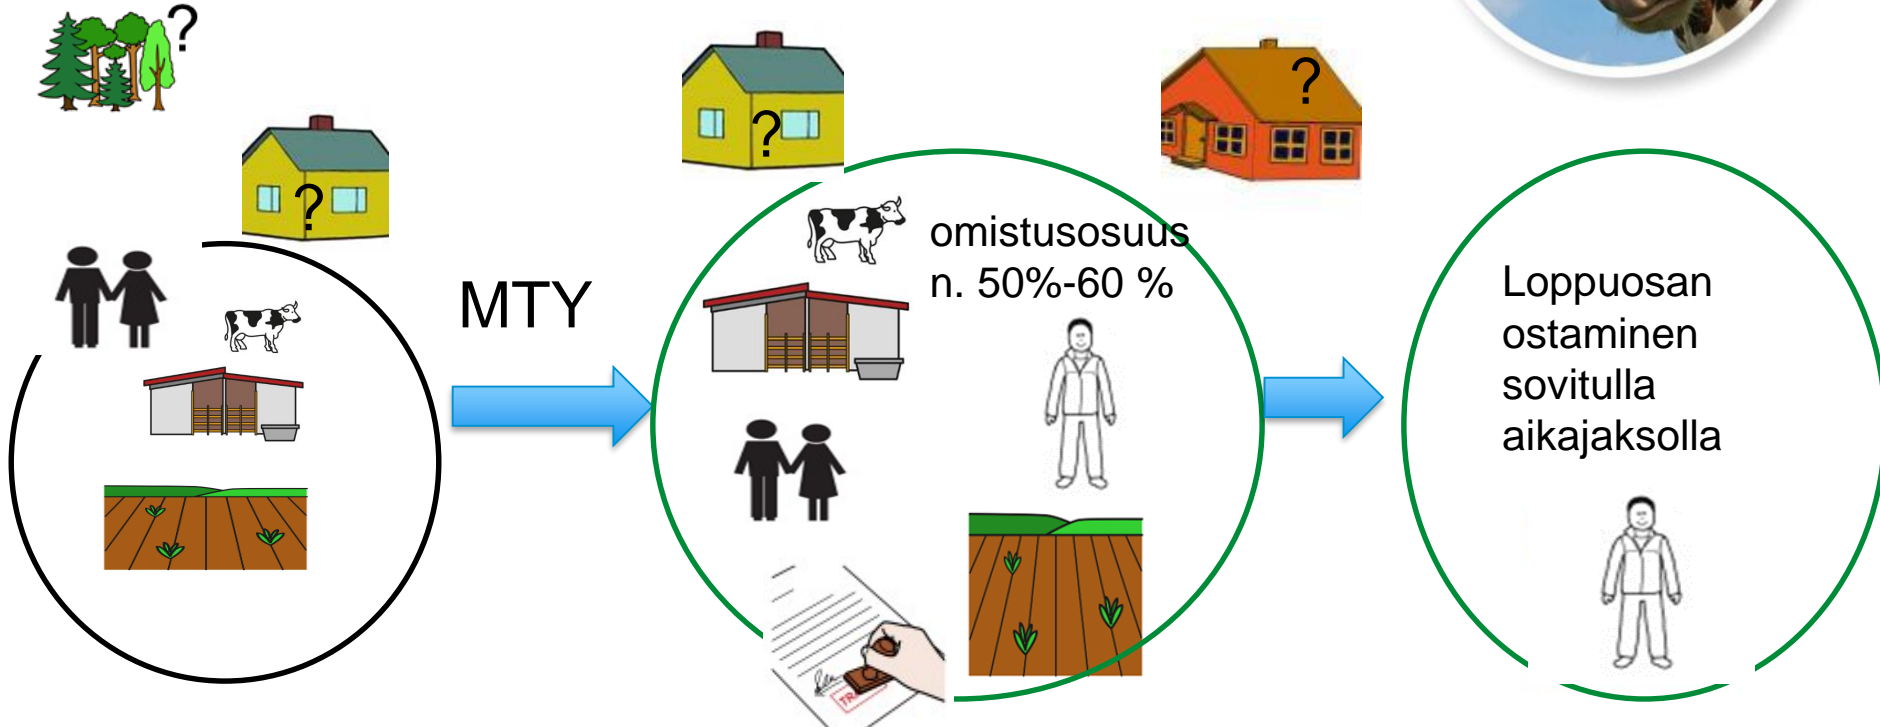 ?
?
MTY
?
?
omistusosuus
n. 50%-60 %
Loppuosan
ostaminen
sovitulla
aikajaksolla